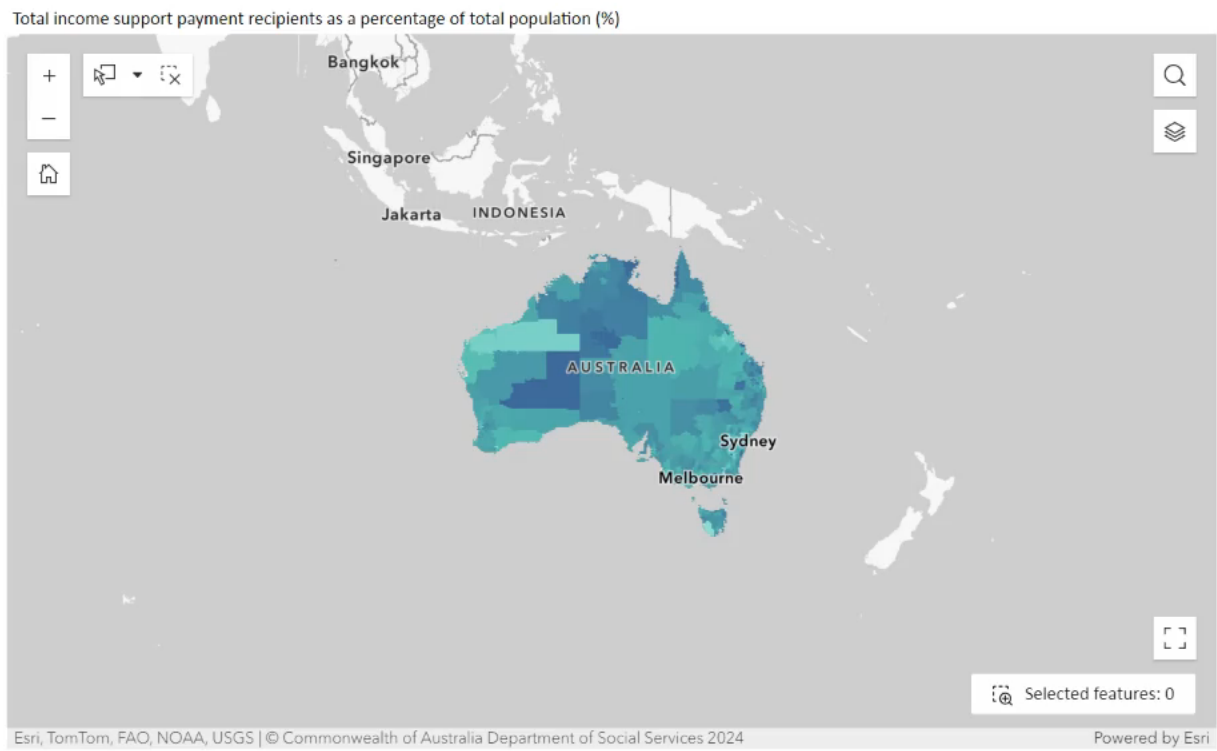 Total income support payment recipients as a percentage of total population (%)
Bangkok
Singapore
Jakarta
INDONESIA
AUSTRALIA
Sydney
Melbourne
Selected features: 0
Esri, TomTom, FAO, NOAA, USGS | © Commonwealth of Australia Department of Social Services 2024
Powered by Esri